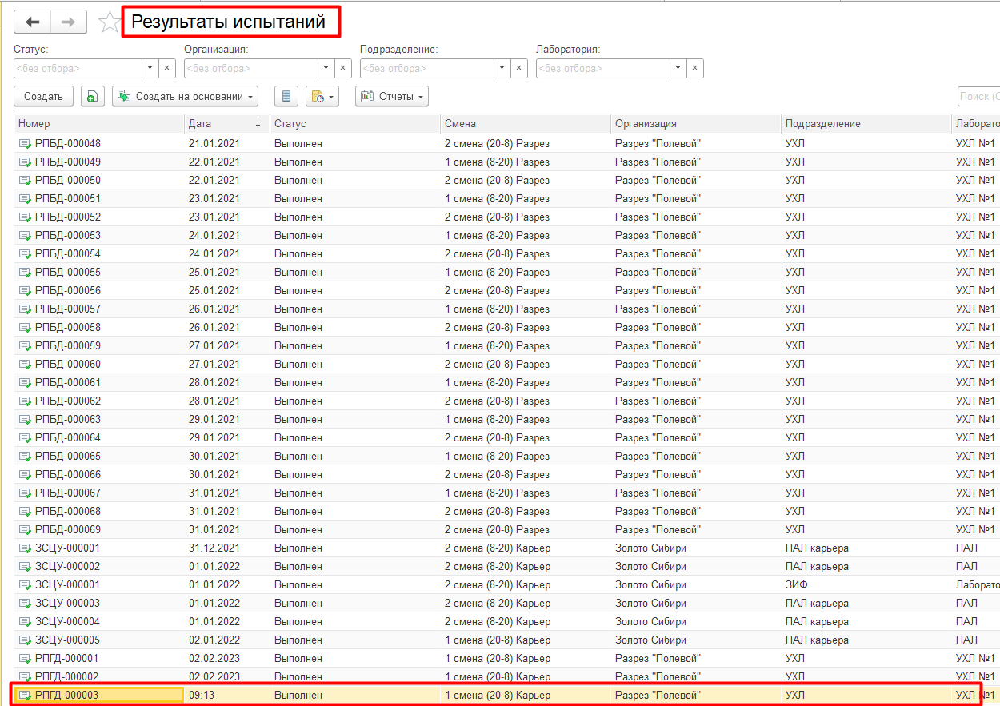 Результаты испытаний
Статус: Организация: Подразделение: Лаборатория:
<без отбора> <без отбора> <без отбора> <без отбора>
Создать Создать на основании Отчеты Поиск (C
Номер Дата ↓ Статус Смена Организация Подразделение Лаборато
РПБД-000048 21.01.2021 Выполнен 2 смена (20-8) Разрез Разрез "Полевой" УХЛ УХЛ №1
РПБД-000049 22.01.2021 Выполнен 1 смена (8-20) Разрез Разрез "Полевой" УХЛ УХЛ №1
РПБД-000050 22.01.2021 Выполнен 2 смена (20-8) Разрез Разрез "Полевой" УХЛ УХЛ №1
РПБД-000051 23.01.2021 Выполнен 1 смена (8-20) Разрез Разрез "Полевой" УХЛ УХЛ №1
РПБД-000052 23.01.2021 Выполнен 2 смена (20-8) Разрез Разрез "Полевой" УХЛ УХЛ №1
РПБД-000053 24.01.2021 Выполнен 1 смена (8-20) Разрез Разрез "Полевой" УХЛ УХЛ №1
РПБД-000054 24.01.2021 Выполнен 2 смена (20-8) Разрез Разрез "Полевой" УХЛ УХЛ №1
РПБД-000055 25.01.2021 Выполнен 1 смена (8-20) Разрез Разрез "Полевой" УХЛ УХЛ №1
РПБД-000056 25.01.2021 Выполнен 2 смена (20-8) Разрез Разрез "Полевой" УХЛ УХЛ №1
РПБД-000057 26.01.2021 Выполнен 1 смена (8-20) Разрез Разрез "Полевой" УХЛ УХЛ №1
РПБД-000058 26.01.2021 Выполнен 2 смена (20-8) Разрез Разрез "Полевой" УХЛ УХЛ №1
РПБД-000059 27.01.2021 Выполнен 1 смена (8-20) Разрез Разрез "Полевой" УХЛ УХЛ №1
РПБД-000060 27.01.2021 Выполнен 2 смена (20-8) Разрез Разрез "Полевой" УХЛ УХЛ №1
РПБД-000061 28.01.2021 Выполнен 1 смена (8-20) Разрез Разрез "Полевой" УХЛ УХЛ №1
РПБД-000062 28.01.2021 Выполнен 2 смена (20-8) Разрез Разрез "Полевой" УХЛ УХЛ №1
РПБД-000063 29.01.2021 Выполнен 1 смена (8-20) Разрез Разрез "Полевой" УХЛ УХЛ №1
РПБД-000064 29.01.2021 Выполнен 2 смена (20-8) Разрез Разрез "Полевой" УХЛ УХЛ №1
РПБД-000065 30.01.2021 Выполнен 1 смена (8-20) Разрез Разрез "Полевой" УХЛ УХЛ №1
РПБД-000066 30.01.2021 Выполнен 2 смена (20-8) Разрез Разрез "Полевой" УХЛ УХЛ №1
РПБД-000067 31.01.2021 Выполнен 1 смена (8-20) Разрез Разрез "Полевой" УХЛ УХЛ №1
РПБД-000068 31.01.2021 Выполнен 2 смена (20-8) Разрез Разрез "Полевой" УХЛ УХЛ №1
РПБД-000069 31.01.2021 Выполнен 2 смена (20-8) Разрез Разрез "Полевой" УХЛ УХЛ №1
ЗСЦУ-000001 31.12.2021 Выполнен 2 смена (8-20) Карьер Золото Сибири ПАЛ карьера ПАЛ
ЗСЦУ-000002 01.01.2022 Выполнен 2 смена (8-20) Карьер Золото Сибири ПАЛ карьера ПАЛ
ЗСЦУ-000001 01.01.2022 Выполнен 2 смена (8-20) Карьер Золото Сибири ЗИФ Лаборато
ЗСЦУ-000003 01.01.2022 Выполнен 2 смена (8-20) Карьер Золото Сибири ПАЛ карьера ПАЛ
ЗСЦУ-000004 01.01.2022 Выполнен 2 смена (8-20) Карьер Золото Сибири ПАЛ карьера ПАЛ
ЗСЦУ-000005 02.01.2022 Выполнен 1 смена (20-8) Карьер Золото Сибири ПАЛ карьера ПАЛ
РПГД-000001 02.02.2023 Выполнен 1 смена (20-8) Карьер Разрез "Полевой" УХЛ УХЛ №1
РПГД-000002 02.02.2023 Выполнен 1 смена (20-8) Карьер Разрез "Полевой" УХЛ УХЛ №1
РПГД-000003 09:13 Выполнен 1 смена (20-8) Карьер Разрез "Полевой" УХЛ УХЛ №1